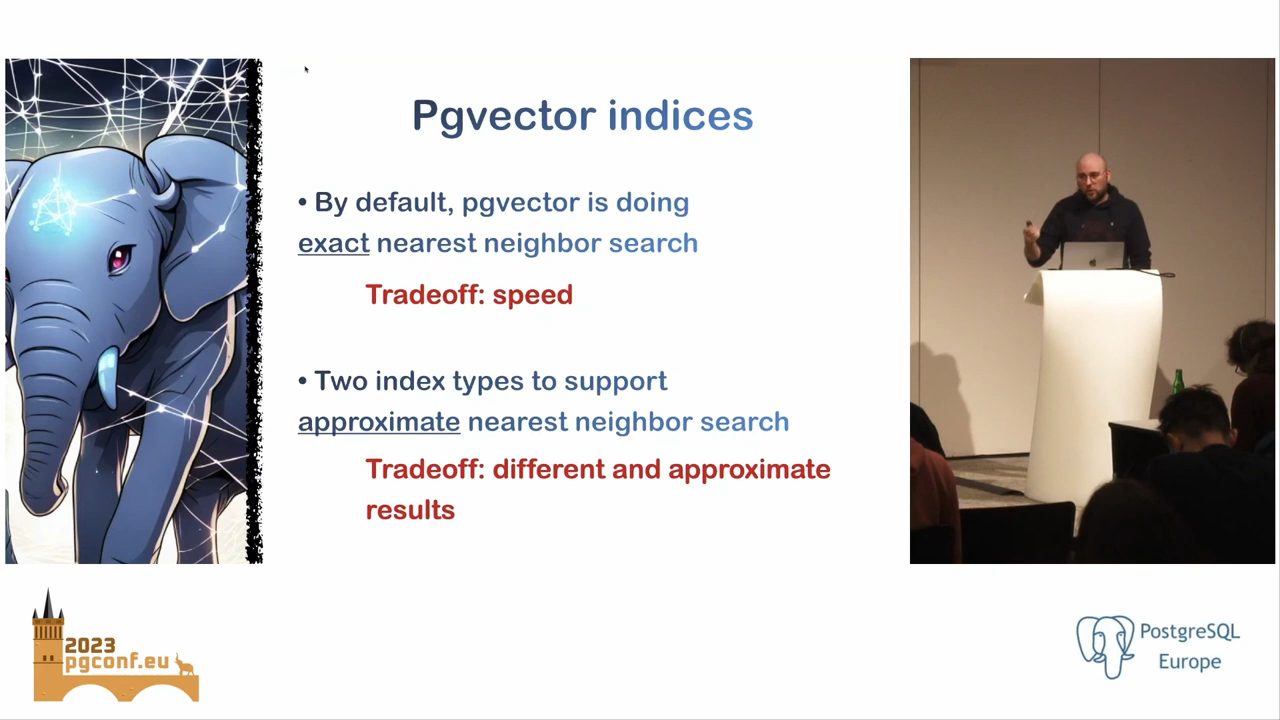 Pgvector indices
• By default, pgvector is doing
exact nearest neighbor search
Tradeoff: speed
• Two index types to support
approximate nearest neighbor search
Tradeoff: different and approximate
results
2023
pgconf.eu
PostgreSQL
Europe